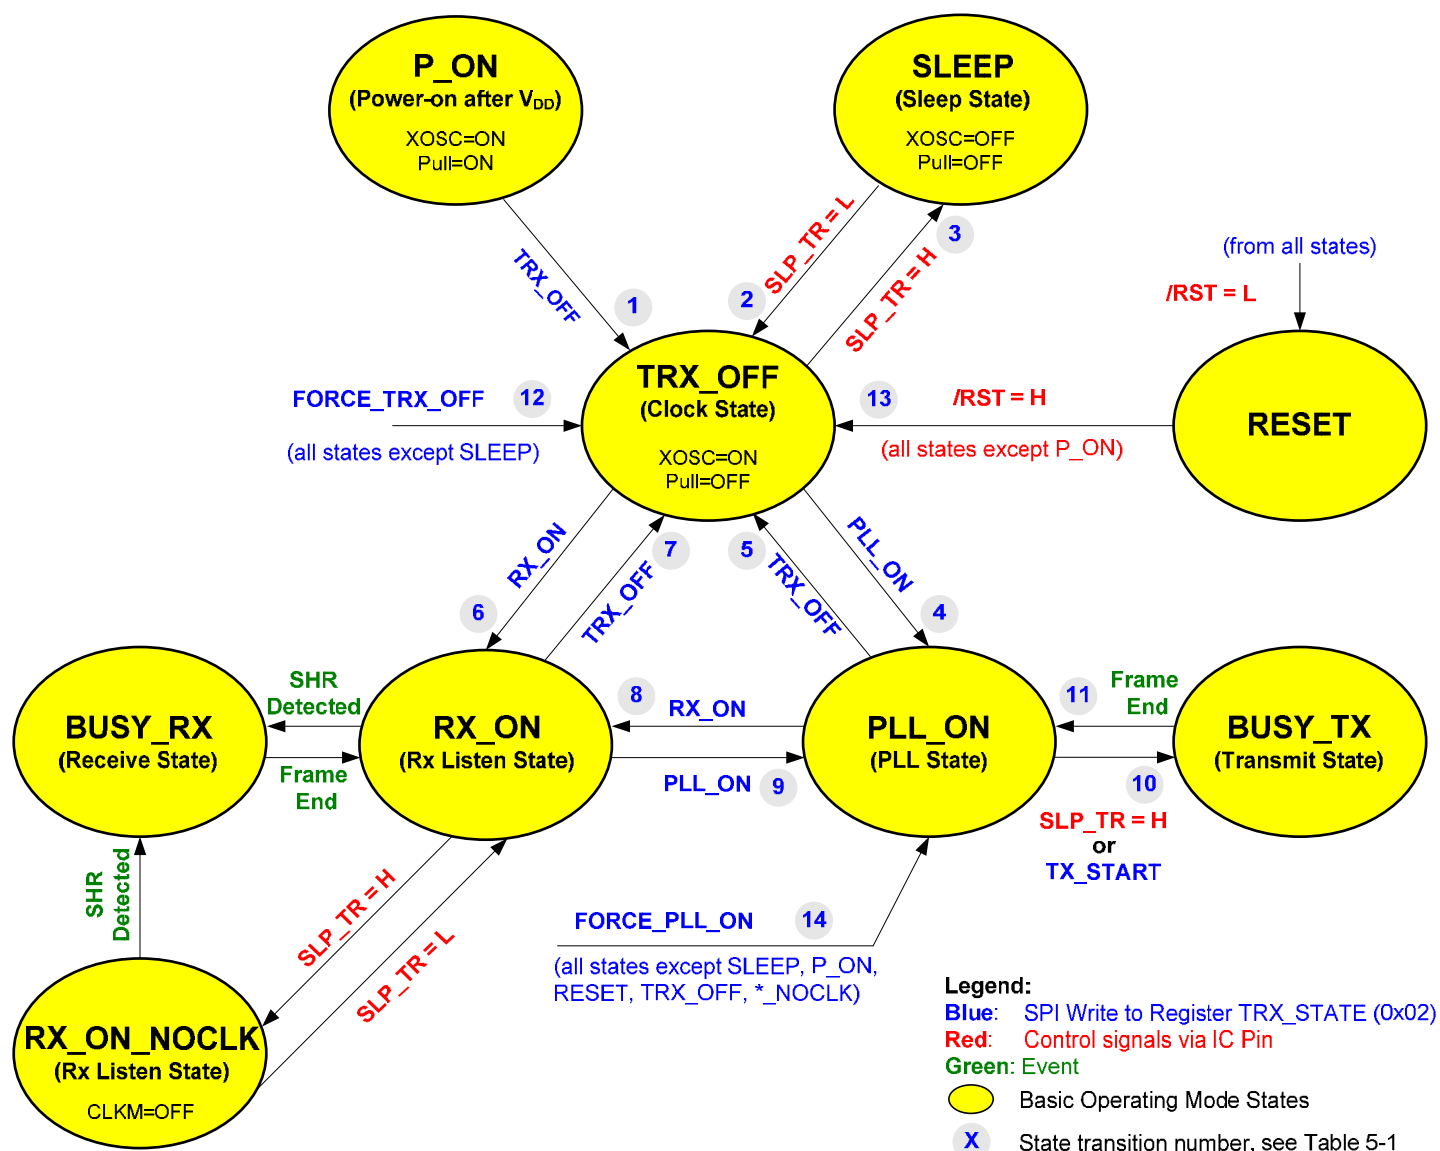 P_ON
(Power-on after VDD)
XOSC=ON
Pull=ON
SLEEP
(Sleep State)
XOSC=OFF
Pull=OFF
TRX_OFF
1
SLP_TR = L
2
SLP_TR = H
3
(from all states)
/RST = L
FORCE_TRX_OFF
12
(all states except SLEEP)
TRX_OFF
(Clock State)
XOSC=ON
Pull=OFF
13
/RST = H
(all states except P_ON)
RESET
RX_ON
6
TRX_OFF
7
5
TRX_OFF
PLL_ON
4
BUSY_RX
(Receive State)
SHR
Detected
Frame
End
RX_ON
(Rx Listen State)
8
RX_ON
PLL_ON
9
PLL_ON
(PLL State)
11
Frame
End
10
SLP_TR = H
or
TX_START
BUSY_TX
(Transmit State)
SHR
Detected
SLP_TR = H
SLP_TR = L
FORCE_PLL_ON
14
(all states except SLEEP, P_ON,
RESET, TRX_OFF, *_NOCLK)
RX_ON_NOCLK
(Rx Listen State)
CLKM=OFF
Legend:
Blue: SPI Write to Register TRX_STATE (0x02)
Red: Control signals via IC Pin
Green: Event
Basic Operating Mode States
X State transition number, see Table 5-1